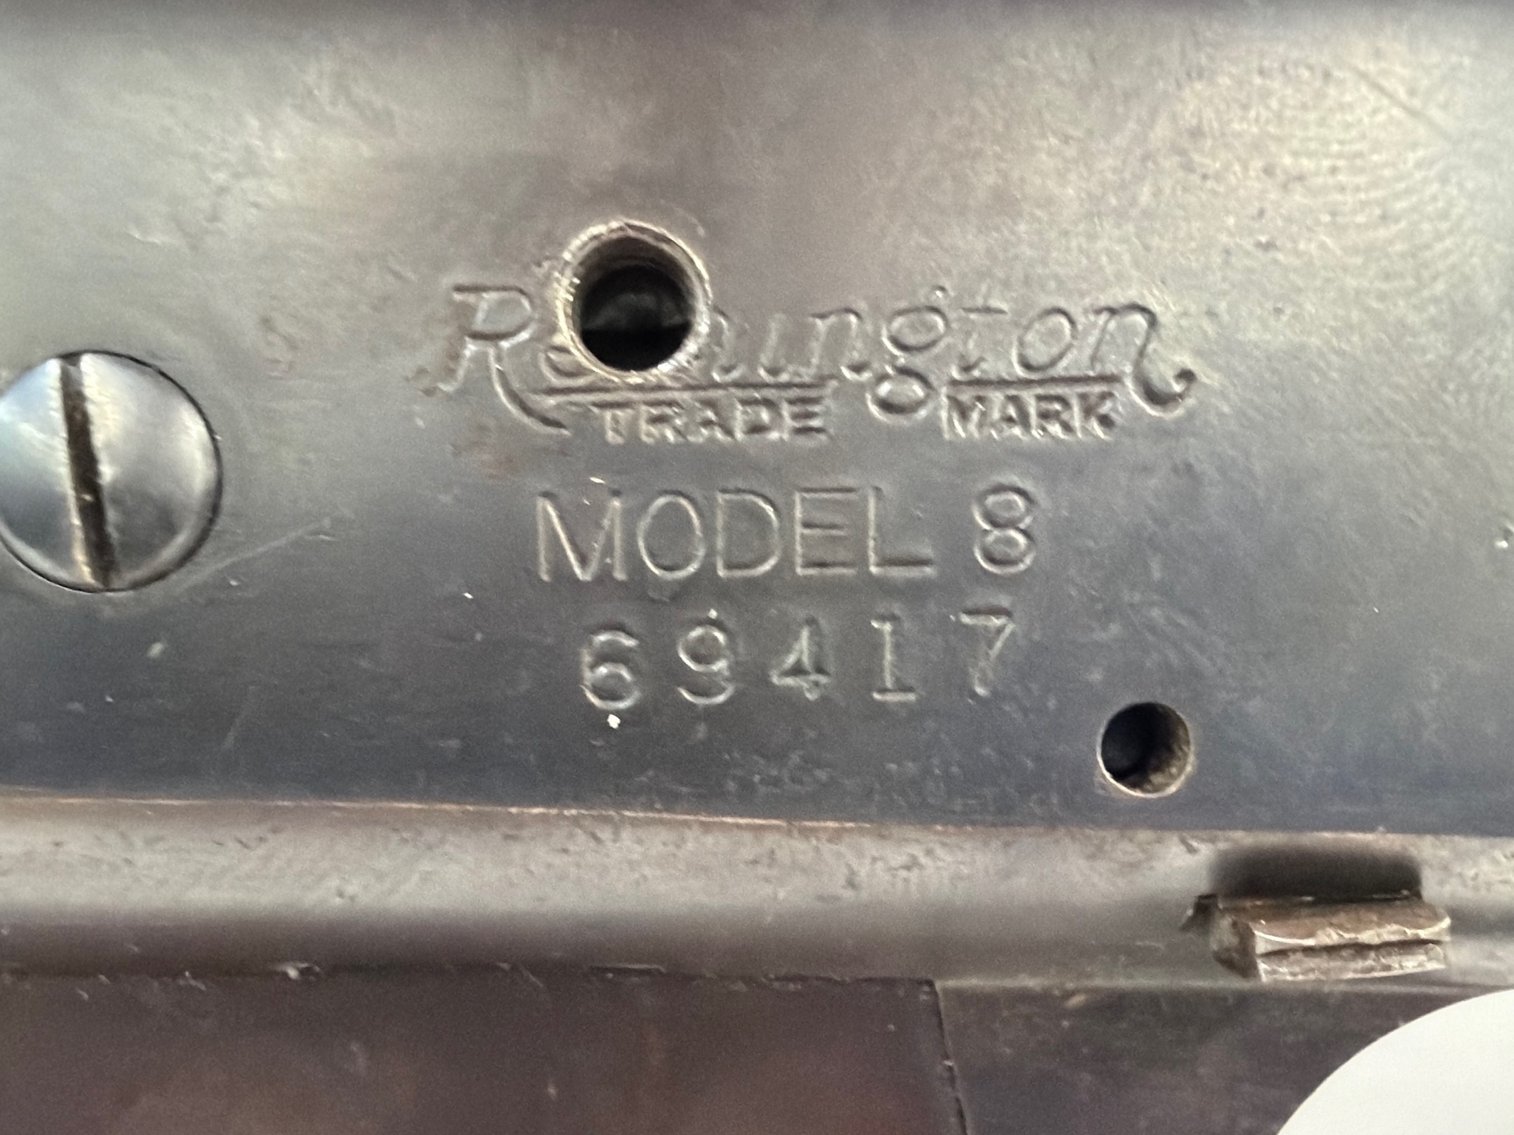 Remington
TRADE MARK
MODEL 8
69417